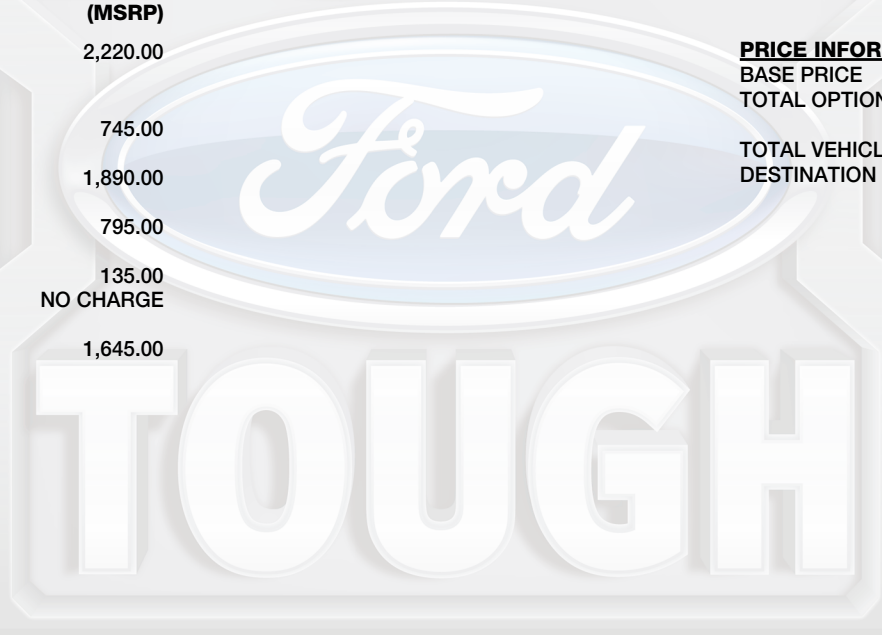 (MSRP)
2,220.00
745.00
1,890.00
795.00
135.00
NO CHARGE
1,645.00
PRICE INFOR
BASE PRICE
TOTAL OPTION
TOTAL VEHICL
DESTINATION
Ford
TOUGH